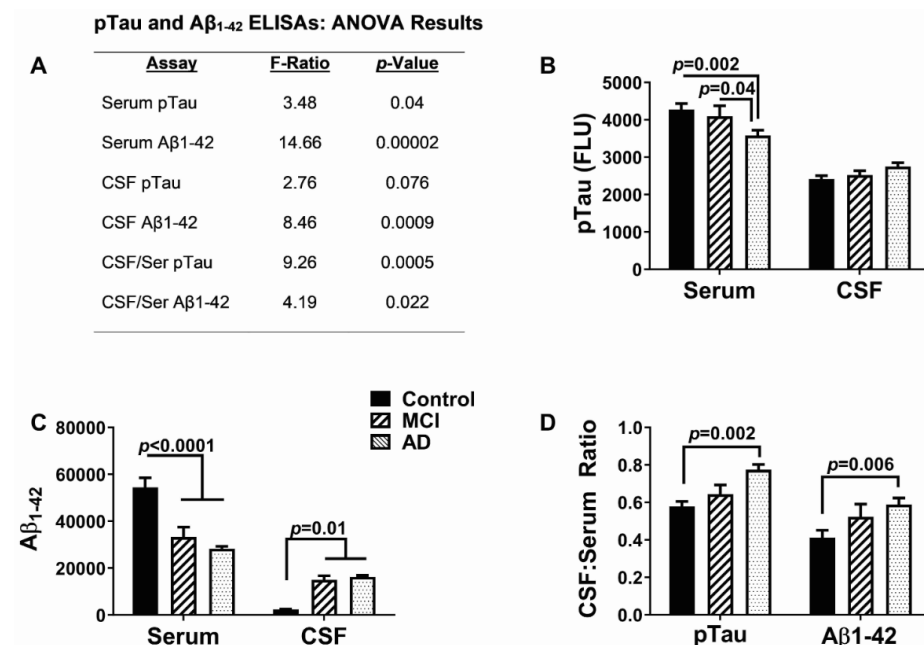 pTau and Aβ1-42 ELISAs: ANOVA Results
A
Assay F-Ratio p-Value
Serum pTau 3.48 0.04
Serum Aβ1-42 14.66 0.00002
CSF pTau 2.76 0.076
CSF Aβ1-42 8.46 0.0009
CSF/Ser pTau 9.26 0.0005
CSF/Ser Aβ1-42 4.19 0.022
B
p=0.002
p=0.04
pTau (FLU)
5000
4000
3000
2000
1000
0
Serum CSF
C
Control
MCI
AD
p<0.0001
p=0.01
Aβ1-42
80000
60000
40000
20000
0
Serum CSF
D
p=0.002
p=0.006
CSF:Serum Ratio
1.0
0.8
0.6
0.4
0.2
0.0
pTau Aβ1-42